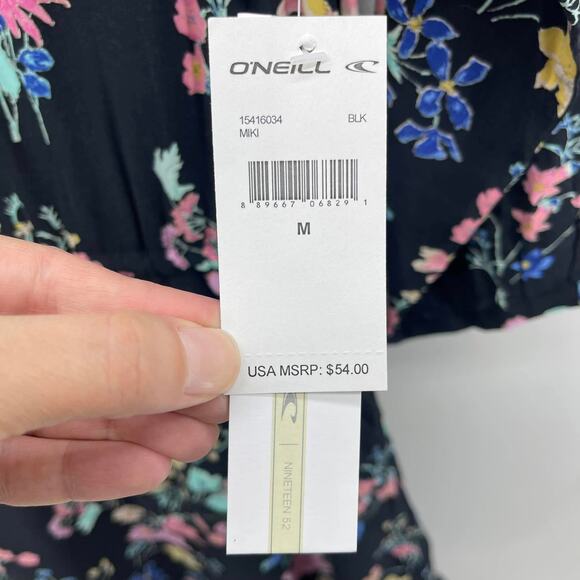 O'NEILL
15416034 BLK
MIKI
8 89667 06829 1
M
USA MSRP: $54.00
NINETEEN 52